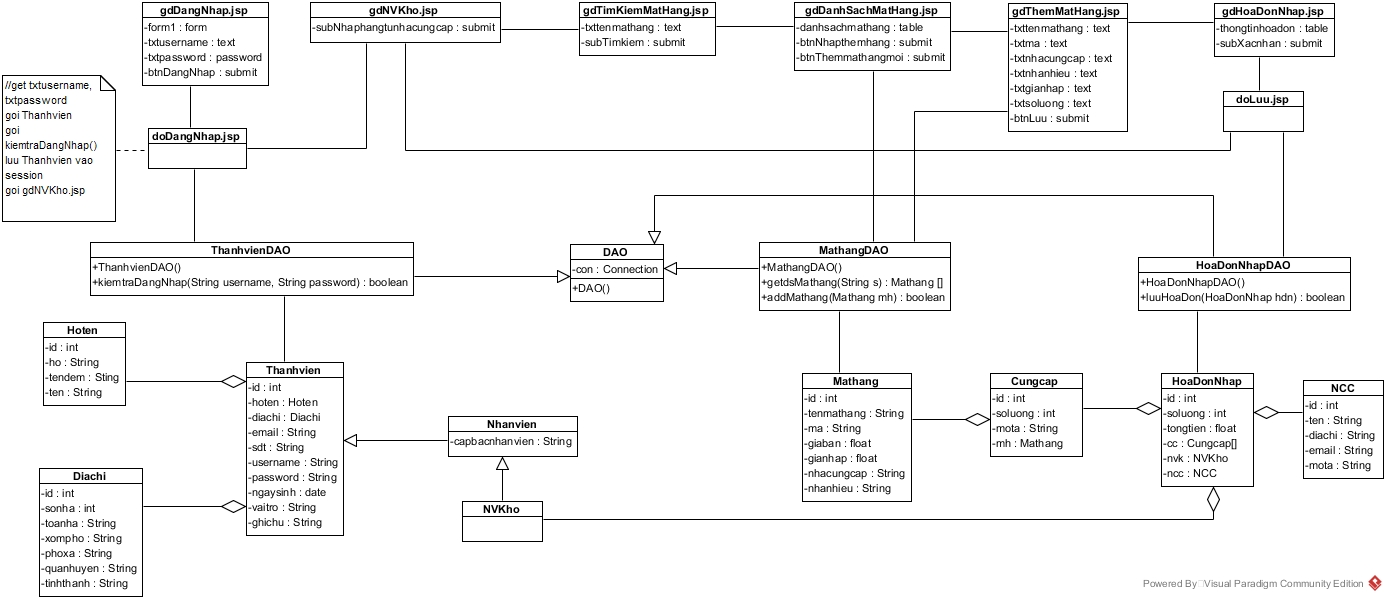 gdDangNhap.jsp
-form1 : form
-txtusername : text
-txtpassword : password
-btnDangNhap : submit
gdNVKho.jsp
-subNhaphangtunhacungcap : submit
gdTimKiemMatHang.jsp
-txttenmathang : text
-subTimkiem : submit
gdDanhSachMatHang.jsp
-danhsachmathang : table
-btnNhapthemhang : submit
-btnThemmathangmoi : submit
gdThemMatHang.jsp
-txttenmathang : text
-txtma : text
-txtnhacungcap : text
-txtnhanhieu : text
-txtgianhap : text
-txtsoluong : text
-btnLuu : submit
gdHoaDonNhap.jsp
-thongtinhoadon : table
-subXacnhan : submit
//get txtusername,
txtpassword
goi Thanhvien
goi
kiemtraDangNhap()
luu Thanhvien vao
session
goi gdNVKho.jsp
doDangNhap.jsp
doLuu.jsp
ThanhvienDAO
+ThanhvienDAO()
+kiemtraDangNhap(String username, String password) : boolean
DAO
-con : Connection
+DAO()
MathangDAO
+MathangDAO()
+getdsMathang(String s) : Mathang []
+addMathang(Mathang mh) : boolean
HoaDonNhapDAO
+HoaDonNhapDAO()
+luuHoaDon(HoaDonNhap hdn) : boolean
Hoten
-id : int
-ho : String
-tendem : Sting
-ten : String
Thanhvien
-id : int
-hoten : Hoten
-diachi : Diachi
-email : String
-sdt : String
-username : String
-password : String
-ngaysinh : date
-vaitro : String
-ghichu : String
Nhanvien
-capbacnhanvien : String
Mathang
-id : int
-tenmathang : String
-ma : String
-giaban : float
-gianhap : float
-nhacungcap : String
-nhanhieu : String
Cungcap
-id : int
-soluong : int
-mota : String
-mh : Mathang
HoaDonNhap
-id : int
-soluong : int
-tongtien : float
-cc : Cungcap[]
-nvk : NVKho
-ncc : NCC
NCC
-id : int
-ten : String
-diachi : String
-email : String
-mota : String
Diachi
-id : int
-sonha : int
-toanha : String
-xompho : String
-phoxa : String
-quanhuyen : String
-tinhthanh : String
NVKho
Powered By Visual Paradigm Community Edition